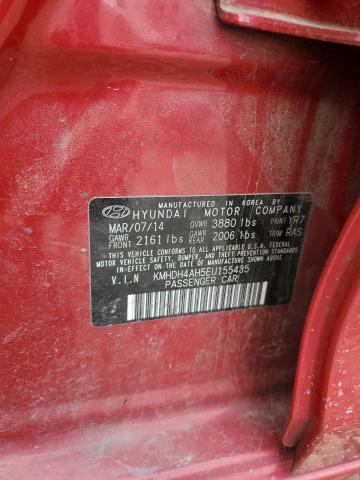 MANUFACTURED IN KOREA BY
HYUNDAI MOTOR COMPANY
MAR/07/14 GVWR 3880 lbs PAINT YR7
GAWR FRONT 2161 lbs GAWR REAR 2006 lbs TRIM RAS
THIS VEHICLE CONFORMS TO ALL APPLICABLE U.S.A. FEDERAL
MOTOR VEHICLE SAFETY, BUMPER, AND THEFT PREVENTION
STANDARDS IN EFFECT ON THE DATE OF MANUFACTURE SHOWN ABOVE.
V.I.N KMHDH4AH5EU155435
PASSENGER CAR